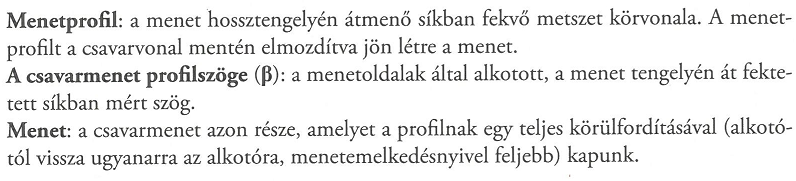 Menetprofil: a menet hossztengelyén átmenő síkban fekvő metszet körvonala. A menet-
profilt a csavarvonal mentén elmozdítva jön létre a menet.
A csavarmenet profilszöge (β): a menetoldalak által alkotott, a menet tengelyén át fekte-
tett síkban mért szög.
Menet: a csavarmenet azon része, amelyet a profilnak egy teljes körülfordításával (alkotó-
tól vissza ugyanarra az alkotóra, menetemelkedésnyivel feljebb) kapunk.